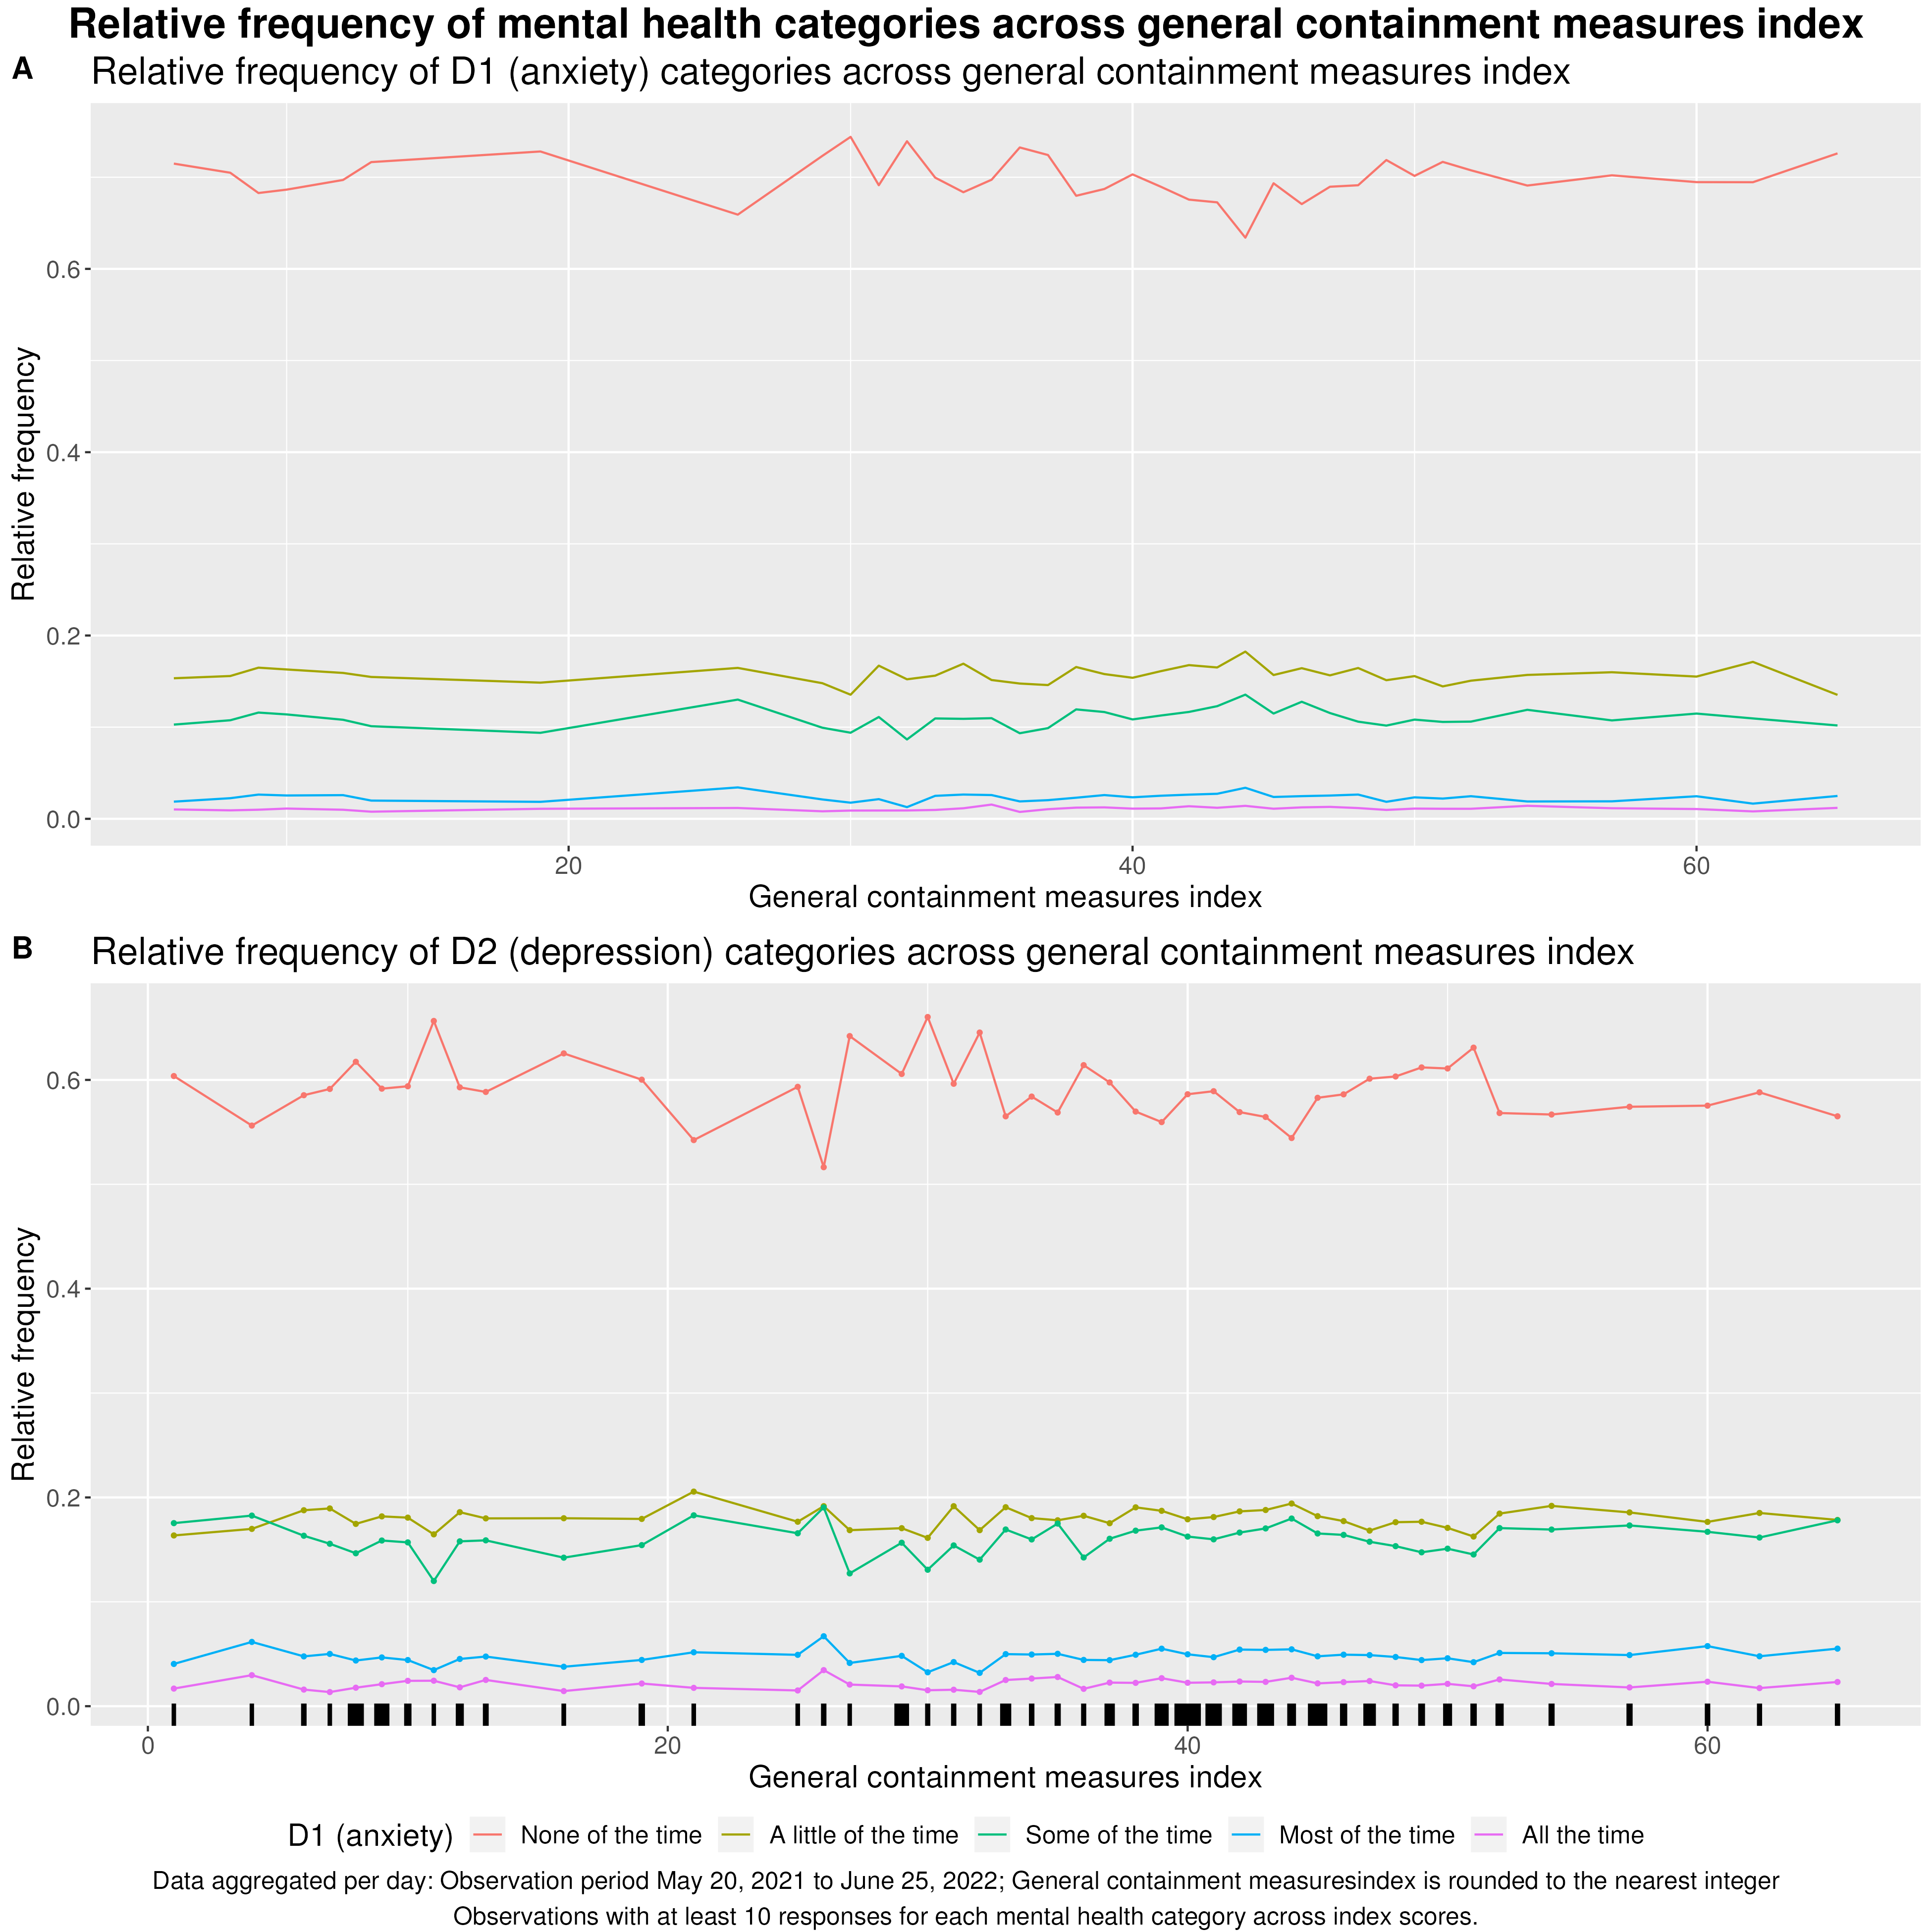 Relative frequency of mental health categories across general containment measures index
A
Relative frequency of D1 (anxiety) categories across general containment measures index
Relative frequency
0.6
0.4
0.2
0.0
20 40 60
General containment measures index
B
Relative frequency of D2 (depression) categories across general containment measures index
Relative frequency
0.6
0.4
0.2
0.0
0 20 40 60
General containment measures index
D1 (anxiety) None of the time A little of the time Some of the time Most of the time All the time
Data aggregated per day: Observation period May 20, 2021 to June 25, 2022; General containment measuresindex is rounded to the nearest integer
Observations with at least 10 responses for each mental health category across index scores.